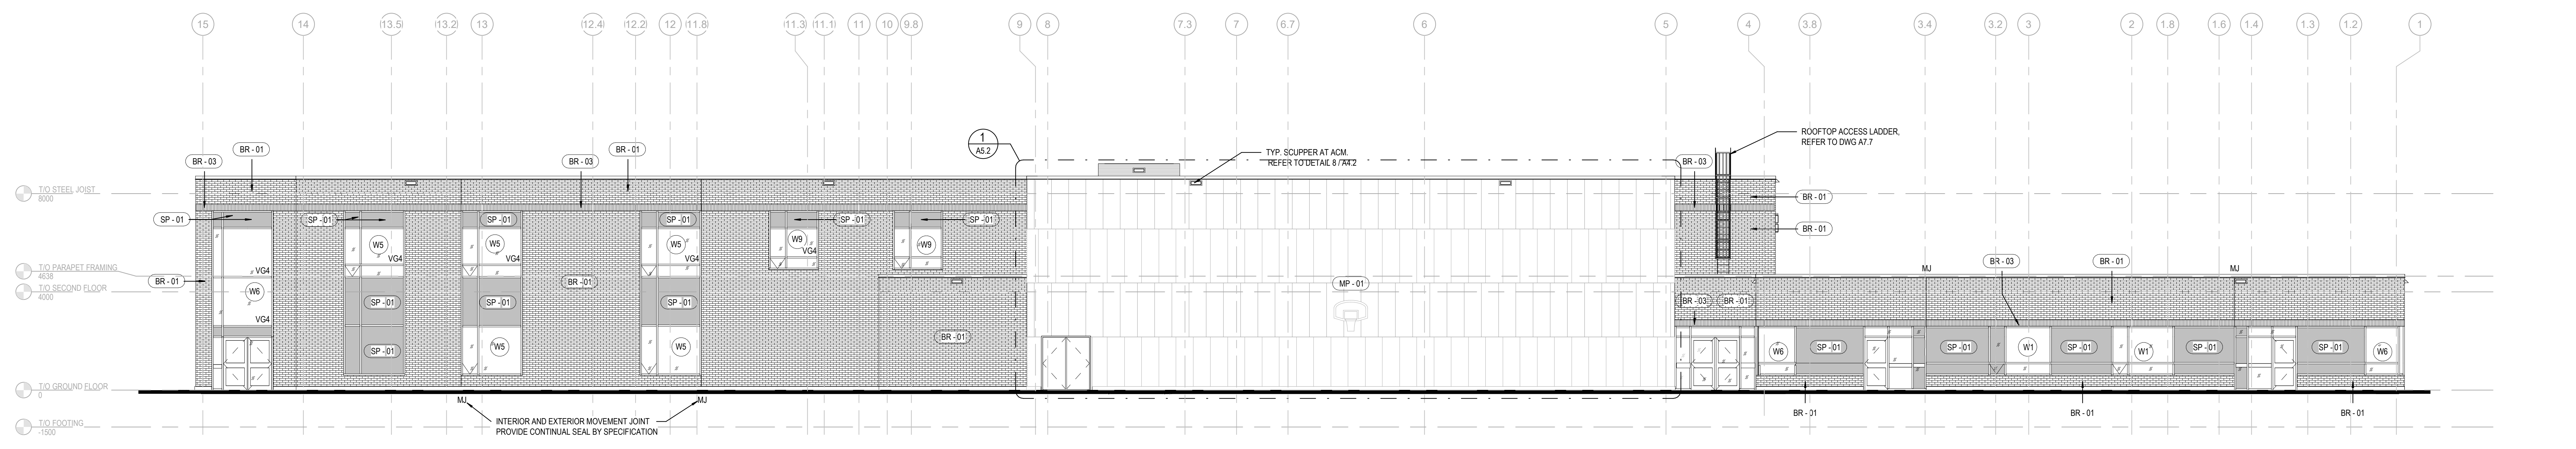 15
14
13.5
13.2
13
12.4
12.2
12
11.8
11.3
11.1
11
10
9.8
9
8
7.3
7
6.7
6
5
4
3.8
3.4
3.2
3
2
1.8
1.6
1.4
1.3
1.2
1
1
A5.2
TYP. SCUPPER AT ACM.
REFER TO DETAIL 8 / A4.2
ROOFTOP ACCESS LADDER,
REFER TO DWG A7.7
BR - 03
BR - 01
BR - 03
BR - 01
BR - 03
T/O STEEL JOIST
8000
BR - 01
SP - 01
SP - 01
SP - 01
SP - 01
SP - 01
SP - 01
BR - 01
W5
W5
W5
W9
W9
VG4
VG4
VG4
VG4
VG4
T/O PARAPET FRAMING
4638
BR - 01
BR - 01
MP - 01
MJ
BR - 03
BR - 01
MJ
T/O SECOND FLOOR
4000
W6
SP - 01
SP - 01
SP - 01
BR - 03
BR - 01
VG4
BR - 01
SP - 01
W5
W5
W6
SP - 01
SP - 01
W1
SP - 01
W1
SP - 01
SP - 01
W6
T/O GROUND FLOOR
0
MJ
MJ
BR - 01
BR - 01
BR - 01
INTERIOR AND EXTERIOR MOVEMENT JOINT
PROVIDE CONTINUAL SEAL BY SPECIFICATION
T/O FOOTING
-1500